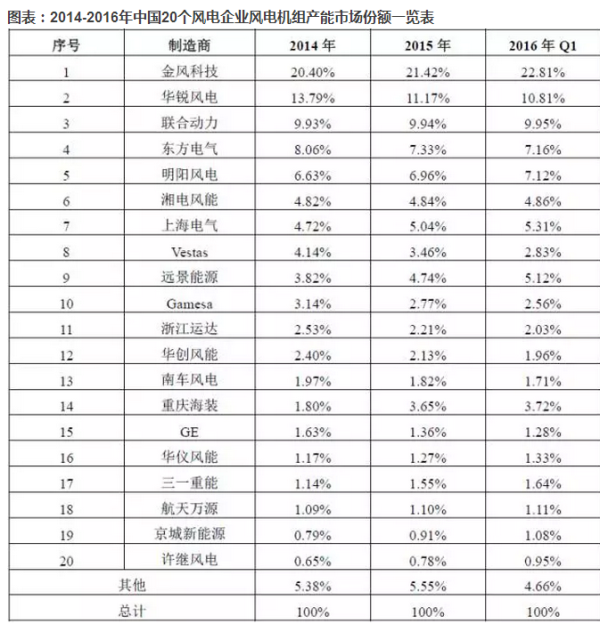 图表：2014-2016年中国20个风电企业风电机组产能市场份额一览表
序号 制造商 2014 年 2015 年 2016 年 Q1
1 金风科技 20.40% 21.42% 22.81%
2 华锐风电 13.79% 11.17% 10.81%
3 联合动力 9.93% 9.94% 9.95%
4 东方电气 8.06% 7.33% 7.16%
5 明阳风电 6.63% 6.96% 7.12%
6 湘电风能 4.82% 4.84% 4.86%
7 上海电气 4.72% 5.04% 5.31%
8 Vestas 4.14% 3.46% 2.83%
9 远景能源 3.82% 4.74% 5.12%
10 Gamesa 3.14% 2.77% 2.56%
11 浙江运达 2.53% 2.21% 2.03%
12 华创风能 2.40% 2.13% 1.96%
13 南车风电 1.97% 1.82% 1.71%
14 重庆海装 1.80% 3.65% 3.72%
15 GE 1.63% 1.36% 1.28%
16 华仪风能 1.17% 1.27% 1.33%
17 三一重能 1.14% 1.55% 1.64%
18 航天万源 1.09% 1.10% 1.11%
19 京城新能源 0.79% 0.91% 1.08%
20 许继风电 0.65% 0.78% 0.95%
其他 5.38% 5.55% 4.66%
总计 100% 100% 100%